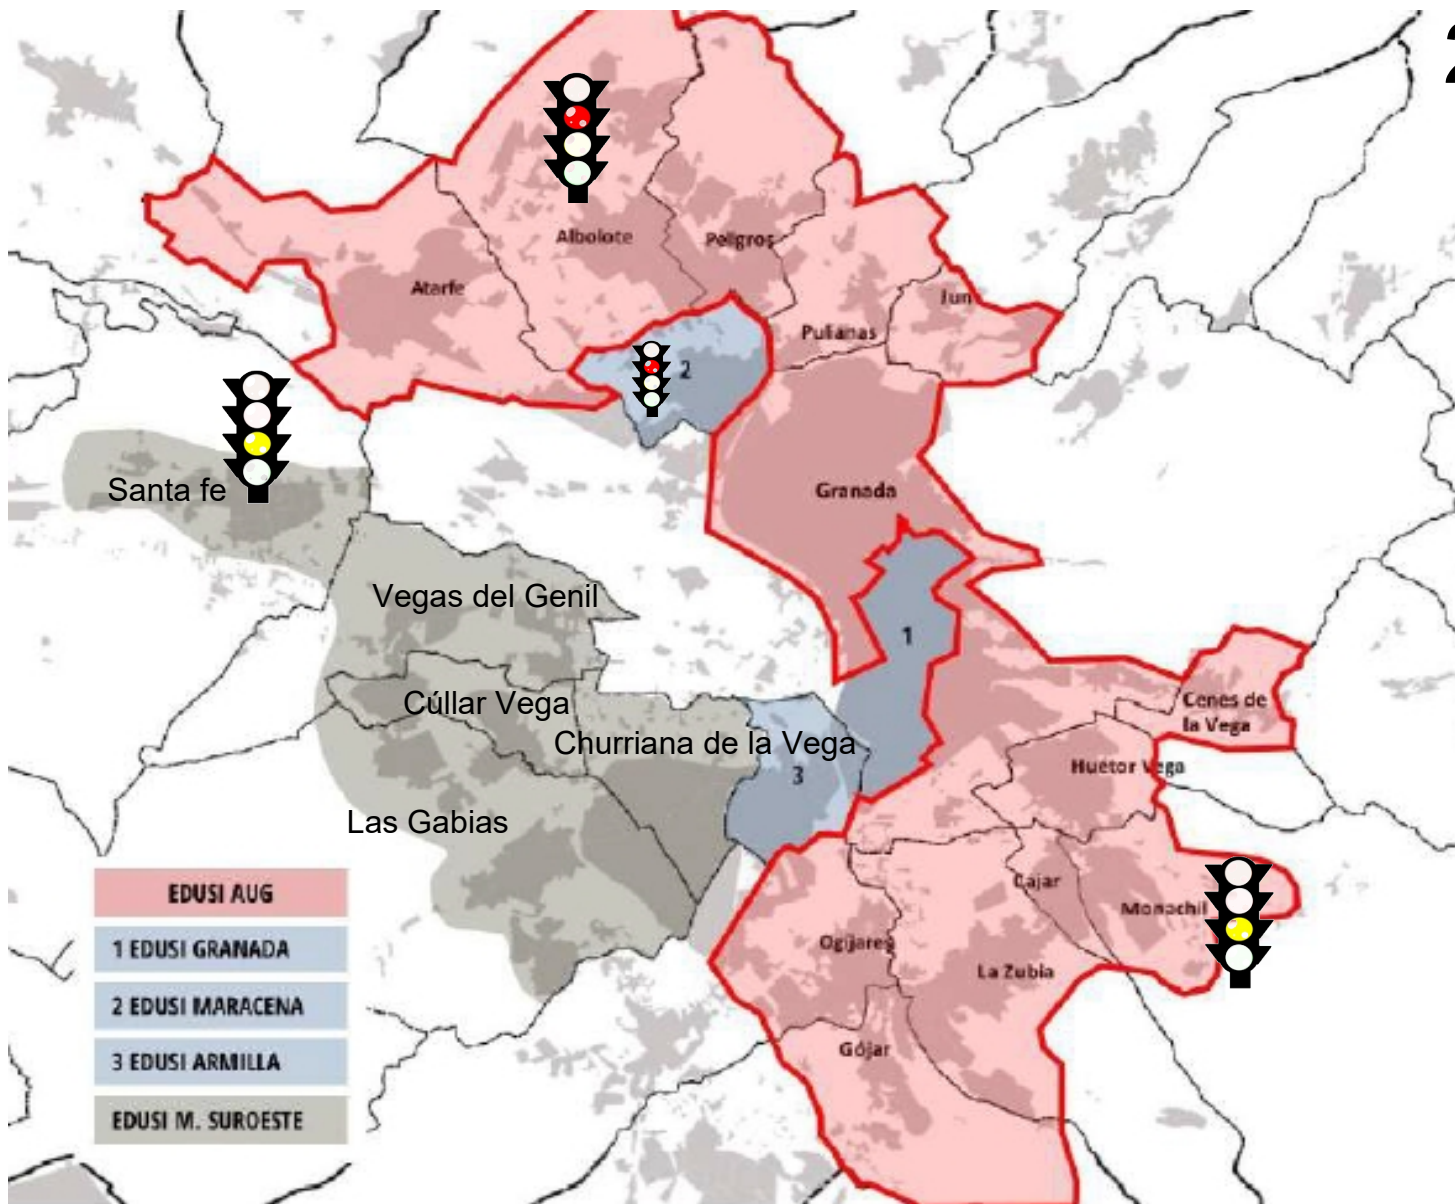 Albolote
Peligros
Atarfe
Jun
Pulianas
2
Santa fe
Granada
Vegas del Genil
1
Cúllar Vega
Cenes de
la Vega
Churriana de la Vega
3
Huetor Vega
Las Gabias
Cajar
EDUSI AUG
Monachil
Ogijares
1 EDUSI GRANADA
La Zubia
2 EDUSI MARACENA
Gójar
3 EDUSI ARMILLA
EDUSI M. SUROESTE